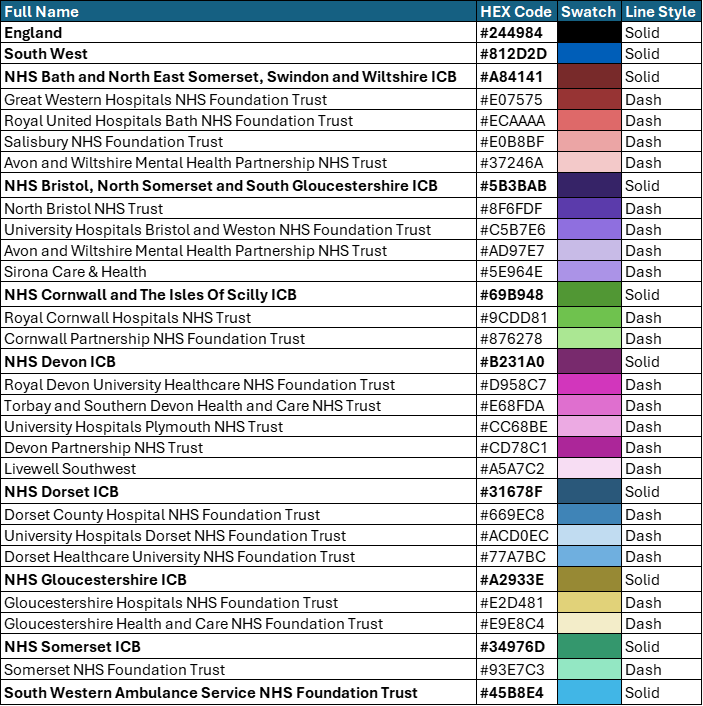 Full Name HEX Code Swatch Line Style
England #244984 Solid
South West #812D2D Solid
NHS Bath and North East Somerset, Swindon and Wiltshire ICB #A84141 Solid
Great Western Hospitals NHS Foundation Trust #E07575 Dash
Royal United Hospitals Bath NHS Foundation Trust #ECAAAA Dash
Salisbury NHS Foundation Trust #E0B8BF Dash
Avon and Wiltshire Mental Health Partnership NHS Trust #37246A Dash
NHS Bristol, North Somerset and South Gloucestershire ICB #5B3BAB Solid
North Bristol NHS Trust #8F6FDF Dash
University Hospitals Bristol and Weston NHS Foundation Trust #C5B7E6 Dash
Avon and Wiltshire Mental Health Partnership NHS Trust #AD97E7 Dash
Sirona Care & Health #5E964E Dash
NHS Cornwall and The Isles Of Scilly ICB #69B948 Solid
Royal Cornwall Hospitals NHS Trust #9CDD81 Dash
Cornwall Partnership NHS Foundation Trust #876278 Dash
NHS Devon ICB #B231A0 Solid
Royal Devon University Healthcare NHS Foundation Trust #D958C7 Dash
Torbay and Southern Devon Health and Care NHS Trust #E68FDA Dash
University Hospitals Plymouth NHS Trust #CC68BE Dash
Devon Partnership NHS Trust #CD78C1 Dash
Livewell Southwest #A5A7C2 Dash
NHS Dorset ICB #31678F Solid
Dorset County Hospital NHS Foundation Trust #669EC8 Dash
University Hospitals Dorset NHS Foundation Trust #ACD0EC Dash
Dorset Healthcare University NHS Foundation Trust #77A7BC Dash
NHS Gloucestershire ICB #A2933E Solid
Gloucestershire Hospitals NHS Foundation Trust #E2D481 Dash
Gloucestershire Health and Care NHS Foundation Trust #E9E8C4 Dash
NHS Somerset ICB #34976D Solid
Somerset NHS Foundation Trust #93E7C3 Dash
South Western Ambulance Service NHS Foundation Trust #45B8E4 Solid